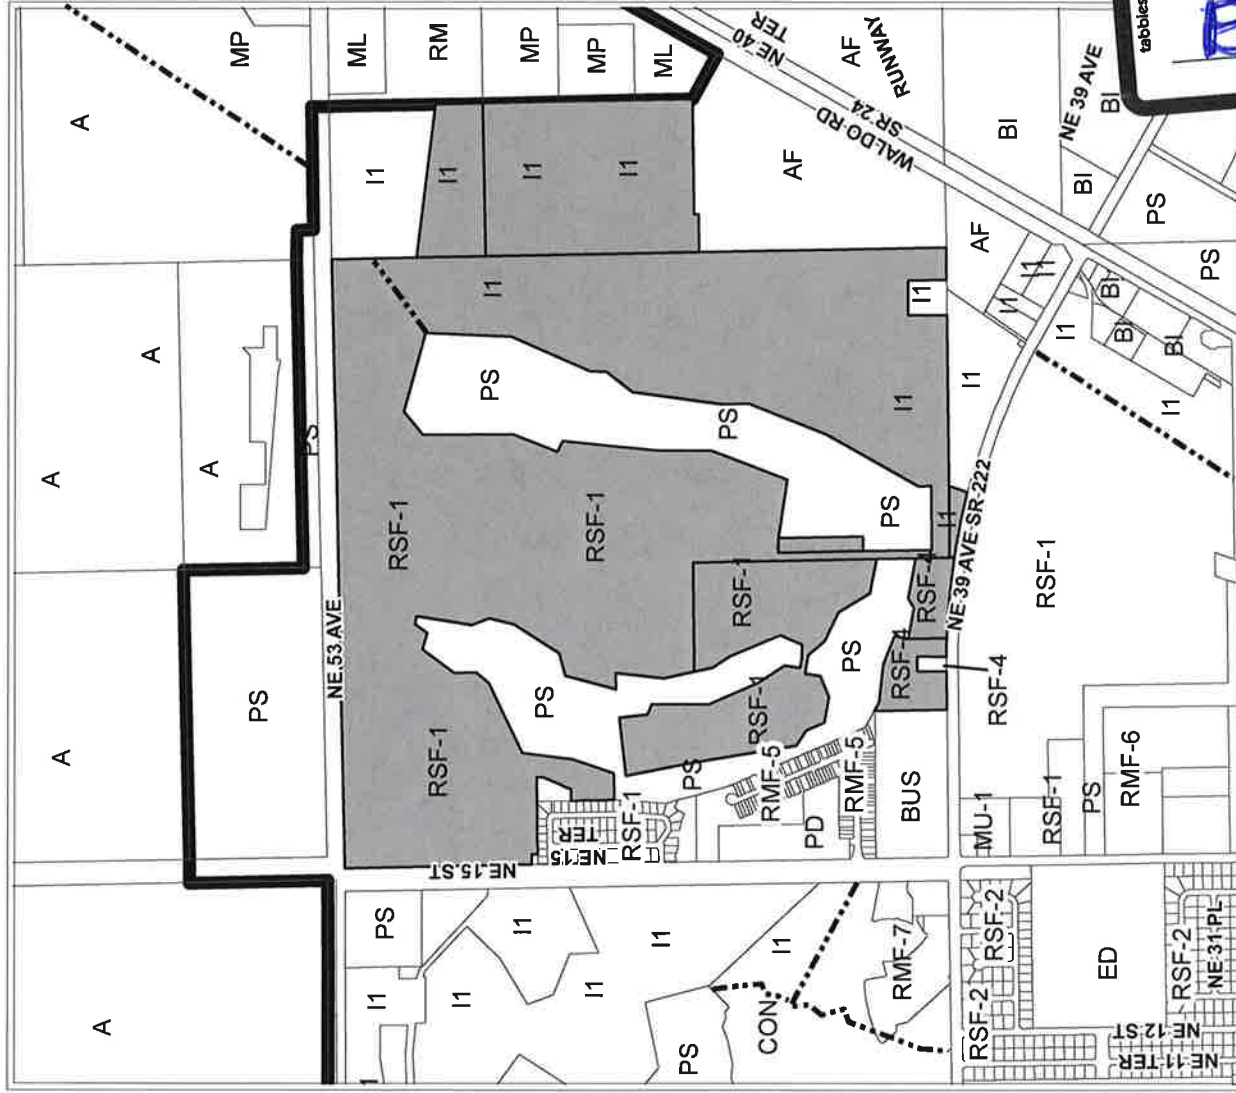 A
MP
ML
RM
MP
MP
ML
NE 40
TER
AF
RUNWAY
SR 24
WALDO RD
tabbies
A
A
A
PS
I1
I1
I1
I1
AF
BI
NE 39 AVE
BI
BI
PS
PS
AF
I1
I1
I1
I1
BI
BI
BI
I1
A
PS
NE 53 AVE
RSF-1
RSF-1
RSF-1
I1
PS
PS
I1
I1
I1
PS
I1
I1
NE 39 AVE-SR 222
RSF-1
PS
RSF-1
RSF-1
PS
RSF-4
RSF-4
RSF-4
PS
RMF-5
RMF-5
RSF-1
NE 15
TER
PD
BUS
MU-1
RSF-1
PS
RMF-6
NE 15 ST
A
PS
I1
I1
I1
I1
I1
I1
PS
CON
RMF-7
RSF-2
RSF-2
ED
RSF-2
NE 31 PL
NE 12 ST
NE 11 TER